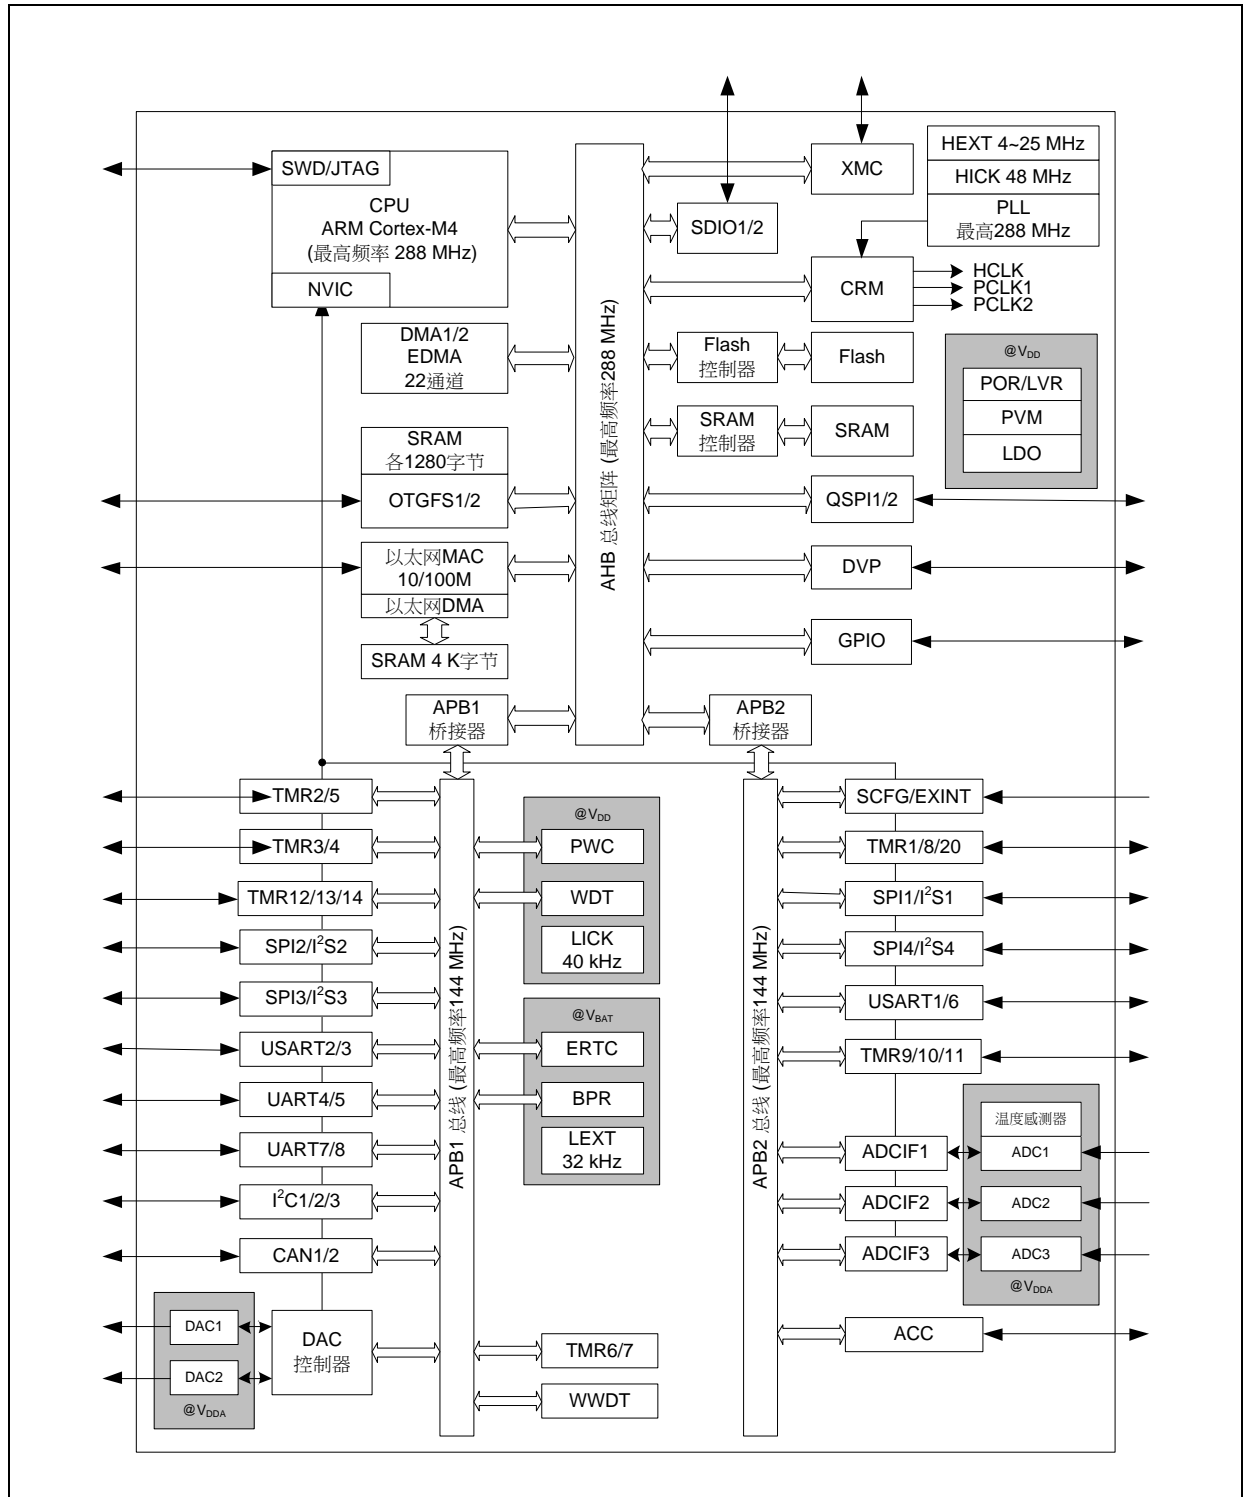 SWD/JTAG
CPU
ARM Cortex-M4
(最高频率 288 MHz)
NVIC
DMA1/2
EDMA
22通道
SRAM
各1280字节
OTGFS1/2
以太网MAC
10/100M
以太网DMA
SRAM 4 K字节
APB1
桥接器
AHB 总线矩阵 (最高频率288 MHz)
XMC
SDIO1/2
HEXT 4~25 MHz
HICK 48 MHz
PLL
最高288 MHz
CRM
HCLK
PCLK1
PCLK2
Flash
控制器
Flash
@VDD
POR/LVR
PVM
LDO
SRAM
控制器
SRAM
QSPI1/2
DVP
GPIO
APB2
桥接器
TMR2/5
TMR3/4
TMR12/13/14
SPI2/I²S2
SPI3/I²S3
USART2/3
UART4/5
UART7/8
I²C1/2/3
CAN1/2
DAC1
DAC2
@VDDA
DAC
控制器
APB1 总线 (最高频率144 MHz)
@VDD
PWC
WDT
LICK
40 kHz
@VBAT
ERTC
BPR
LEXT
32 kHz
TMR6/7
WWDT
APB2 总线 (最高频率144 MHz)
SCFG/EXINT
TMR1/8/20
SPI1/I²S1
SPI4/I²S4
USART1/6
TMR9/10/11
ADCIF1
ADCIF2
ADCIF3
温度感测器
ADC1
ADC2
ADC3
@VDDA
ACC